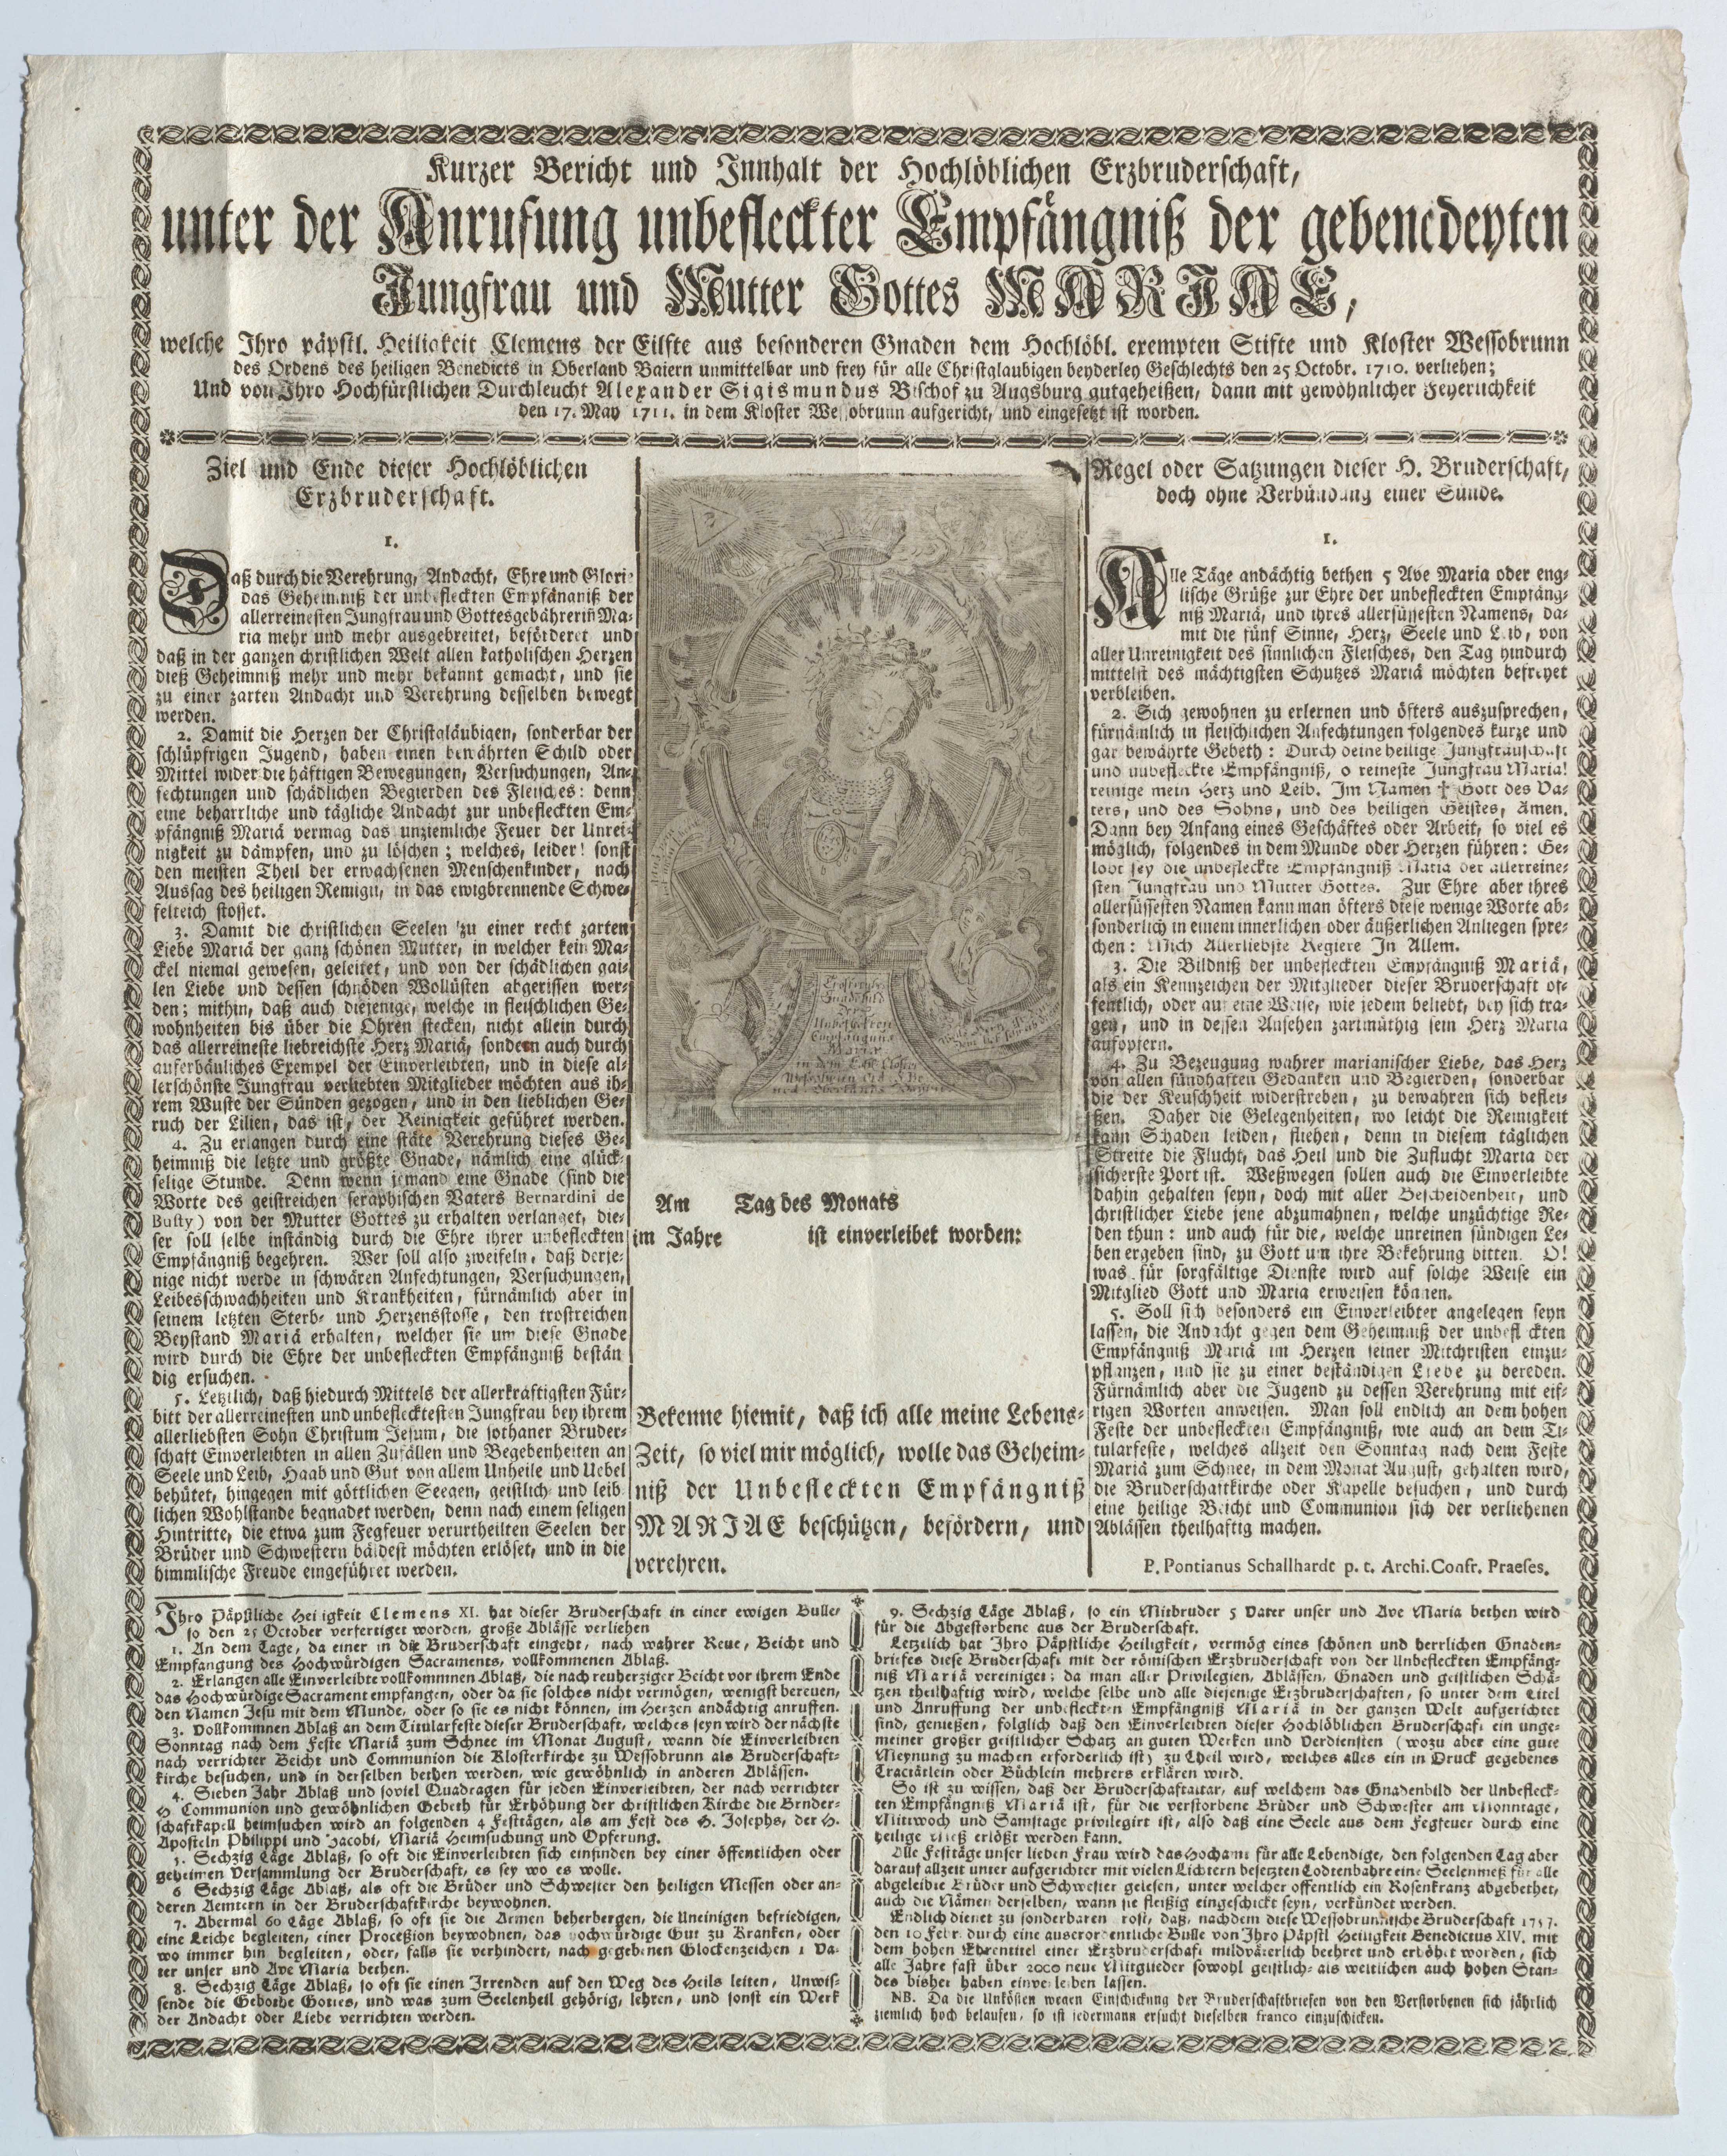 Kurzer Bericht und Innhalt der Hochlöblichen Erzbruderschaft,
unter der Anrufung unbefleckter Empfängniß der gebenedeyten
Jungfrau und Mutter Gottes MARIAE,
welche Ihro päpstl. Heiligkeit Clemens der Eilfte aus besonderen Gnaden dem Hochlöbl. exempten Stifte und Kloster Wessobrunn
des Ordens des heiligen Benedicts in Oberland Baiern unmittelbar und frey für alle Christglaubigen beyderley Geschlechts den 25 Octobr. 1710. verliehen;
Und von Ihro Hochfürstlichen Durchleucht Alexander Sigismundus Bischof zu Augsburg gutgeheißen, dann mit gewöhnlicher Feyerlichkeit
den 17. May 1711. in dem Kloster Wessobrunn aufgericht, und eingesetzt ist worden.
Ziel und Ende dieser Hochlöblichen
Erzbruderschaft.
1.
Daß durch die Verehrung, Andacht, Ehre und Glorie
das Geheimniß der unbefleckten Empfängniß der
allerreinesten Jungfrau und Gottesgebährerin Ma-
ria mehr und mehr ausgebreitet, beförderet und
daß in der ganzen christlichen Welt allen katholischen Herzen
dieß Geheimniß mehr und mehr bekannt gemacht, und sie
zu einer zarten Andacht und Verehrung desselben bewegt
werden.
2. Damit die Herzen der Christgläubigen, sonderbar der
schlüpfrigen Jugend, haben einen bewährten Schild oder
Mittel wider die häftigen Bewegungen, Versuchungen, An-
fechtungen und schädlichen Begierden des Fleisches: denn
eine beharrliche und tägliche Andacht zur unbefleckten Em-
pfängniß Mariä vermag das unziemliche Feuer der Unrei-
nigkeit zu dämpfen, und zu löschen; welches, leider! sonst
den meisten Theil der erwachsenen Menschenkinder, nach
Aussag des heiligen Remigii, in das ewigbrennende Schwe-
felteich stosset.
3. Damit die christlichen Seelen zu einer recht zarten
Liebe Mariä der ganz schönen Mutter, in welcher kein Ma-
ckel niemal gewesen, geleitet, und von der schädlichen gai-
len Liebe und dessen schnöden Wollüsten abgerissen wer-
den; mithin, daß auch diejenige, welche in fleischlichen Ge-
wohnheiten bis über die Ohren stecken, nicht allein durch
das allerreineste liebreichste Herz Mariä, sondern auch durch
auferbäuliches Exempel der Einverleibten, und in diese al-
lerschönste Jungfrau verliebten Mitglieder möchten aus ih-
rem Wuste der Sünden gezogen, und in den lieblichen Ge-
ruch der Lilien, das ist, der Reinigkeit geführet werden.
4. Zu erlangen durch eine stäte Verehrung dieses Ge-
heimniß die letzte und größte Gnade, nämlich eine glück-
selige Stunde. Denn wenn jemand eine Gnade (sind die
Worte des geistreichen seraphischen Vaters Bernardini de
Busty) von der Mutter Gottes zu erhalten verlanget, die-
ser soll selbe inständig durch die Ehre ihrer unbefleckten
Empfängniß begehren. Wer soll also zweifeln, daß derje-
nige nicht werde in schwären Anfechtungen, Versuchungen,
Leibesschwachheiten und Krankheiten, fürnämlich aber in
seinem letzten Sterb- und Herzensstosse, den trostreichen
Beystand Mariä erhalten, welcher sie um diese Gnade
wird durch die Ehre der unbefleckten Empfängniß bestän
dig ersuchen.
5. Letztlich, daß hiedurch Mittels der allerkräftigsten Für-
bitt der allerreinesten und unbeflecktesten Jungfrau bey ihrem
allerliebsten Sohn Christum Jesum, die sothaner Bruder-
schaft Einverleibten in allen Zufällen und Begebenheiten an
Seele und Leib, Haab und Gut von allem Unheile und Uebel
behütet, hingegen mit göttlichen Seegen, geistlich- und leib
lichen Wohlstande begnadet werden, denn nach einem seligen
Hintritte, die etwa zum Fegfeuer verurtheilten Seelen der
Brüder und Schwestern bäldest möchten erlöset, und in die
himmlische Freude eingeführet werden.
Unbefleckten
Empfängnus
Mariæ
Am Tag des Monats
im Jahre ist einverleibet worden:
Bekenne hiemit, daß ich alle meine Lebens-
Zeit, so viel mir möglich, wolle das Geheim-
niß der Unbefleckten Empfängniß
MARIAE beschützen, befördern, und
verehren.
Regel oder Satzungen dieser H. Bruderschaft,
doch ohne Verbündung einer Sünde.
1.
Alle Täge andächtig bethen 5 Ave Maria oder eng-
lische Grüße zur Ehre der unbefleckten Empfäng-
niß Mariä, und ihres allersüssesten Namens, da-
mit die fünf Sinne, Herz, Seele und Leib, von
aller Unreinigkeit des sinnlichen Fleisches, den Tag hindurch
mittelst des mächtigsten Schutzes Mariä möchten befreyet
verbleiben.
2. Sich gewohnen zu erlernen und öfters auszusprechen,
fürnämlich in fleischlichen Anfechtungen folgendes kurze und
gar bewährte Gebeth: Durch deine heilige Jungfrauschaft
und unbefleckte Empfängniß, o reineste Jungfrau Maria!
reinige mein Herz und Leib. Im Namen ✝ Gott des Va-
ters, und des Sohns, und des heiligen Geistes, Amen.
Dann bey Anfang eines Geschäftes oder Arbeit, so viel es
möglich, folgendes in dem Munde oder Herzen führen: Ge-
lobt sey die unbefleckte Empfängniß Mariä der allerreine-
sten Jungfrau und Mutter Gottes. Zur Ehre aber ihres
allersüssesten Namen kann man öfters diese wenige Worte ab-
sonderlich in einem innerlichen oder äußerlichen Anliegen spre-
chen: Mich Allerliebste Regiere In Allem.
3. Die Bildniß der unbefleckten Empfängniß Mariä,
als ein Kennzeichen der Mitglieder dieser Bruderschaft of-
fentlich, oder auf eine Weise, wie jedem beliebt, bey sich tra-
gen, und in dessen Ansehen zartmüthig sein Herz Maria
aufopfern.
4. Zu Bezeugung wahrer marianischer Liebe, das Herz
von allen sündhaften Gedanken und Begierden, sonderbar
die der Keuschheit widerstreben, zu bewahren sich beflei-
ßen. Daher die Gelegenheiten, wo leicht die Reinigkeit
kann Schaden leiden, fliehen, denn in diesem täglichen
Streite die Flucht, das Heil und die Zuflucht Maria der
sicherste Port ist. Weßwegen sollen auch die Einverleibte
dahin gehalten seyn, doch mit aller Bescheidenheit, und
christlicher Liebe jene abzumahnen, welche unzüchtige Re-
den thun: und auch für die, welche unreinen sündigen Le-
ben ergeben sind, zu Gott um ihre Bekehrung bitten. O!
was für sorgfältige Dienste wird auf solche Weise ein
Mitglied Gott und Maria erweisen können.
5. Soll sich besonders ein Einverleibter angelegen seyn
lassen, die Andacht gegen dem Geheimniß der unbefleckten
Empfängniß Mariä im Herzen seiner Mitchristen einzu-
pflanzen, und sie zu einer beständigen Liebe zu bereden.
Fürnämlich aber die Jugend zu dessen Verehrung mit eif-
rigen Worten anweisen. Man soll endlich an dem hohen
Feste der unbefleckten Empfängniß, wie auch an dem Ti-
tularfeste, welches allzeit den Sonntag nach dem Feste
Mariä zum Schnee, in dem Monat August, gehalten wird,
die Bruderschaftkirche oder Kapelle besuchen, und durch
eine heilige Beicht und Communion sich der verliehenen
Ablässen theilhaftig machen.
P. Pontianus Schallhardt p. t. Archi. Confr. Praeses.
Ihro Päpstliche Heiligkeit Clemens XI. hat dieser Bruderschaft in einer ewigen Bulle,
so den 25 October verfertiget worden, große Ablässe verliehen
1. An dem Tage, da einer in die Bruderschaft eingeht, nach wahrer Reue, Beicht und
Empfangung des Hochwürdigen Sacraments, vollkommenen Ablaß.
2. Erlangen alle Einverleibte vollkommnen Ablaß, die nach reuherziger Beicht vor ihrem Ende
das Hochwürdige Sacrament empfangen, oder da sie solches nicht vermögen, wenigst bereuen,
den Namen Jesu mit dem Munde, oder so sie es nicht können, im Herzen andächtig anruffen.
3. Vollkommnen Ablaß an dem Titularfeste dieser Bruderschaft, welches seyn wird der nächste
Sonntag nach dem Feste Mariä zum Schnee im Monat August, wann die Einverleibten
nach verrichter Beicht und Communion die Klosterkirche zu Wessobrunn als Bruderschaft-
kirche besuchen, und in derselben bethen werden, wie gewöhnlich in anderen Ablässen.
4. Sieben Jahr Ablaß und soviel Quadragen für jeden Einverleibten, der nach verrichter
H Communion und gewöhnlichen Gebeth für Erhöhung der christlichen Kirche die Bruder-
schaftkapell heimsuchen wird an folgenden 4 Festtägen, als am Fest des H. Josephs, der H.
Aposteln Philippi und Jacobi, Mariä Heimsuchung und Opferung.
5. Sechzig Täge Ablaß, so oft die Einverleibten sich einfinden bey einer öffentlichen oder
geheimen Versammlung der Bruderschaft, es sey wo es wolle.
6 Sechzig Täge Ablaß, als oft die Brüder und Schwester den heiligen Messen oder an-
deren Aemtern in der Bruderschaftkirche beywohnen.
7. Abermal 60 Täge Ablaß, so oft sie die Armen beherbergen, die Uneinigen befriedigen,
eine Leiche begleiten, einer Proceßion beywohnen, das hochwürdige Gut zu Kranken, oder
wo immer hin begleiten, oder, falls sie verhindert, nach gegebenen Glockenzeichen 1 Va-
ter unser und Ave Maria bethen.
8. Sechzig Täge Ablaß, so oft sie einen Irrenden auf den Weg des Heils leiten, Unwis-
sende die Gebothe Gottes, und was zum Seelenheil gehörig, lehren, und sonst ein Werk
der Andacht oder Liebe verrichten werden.
9. Sechzig Täge Ablaß, so ein Mitbruder 5 Vater unser und Ave Maria bethen wird
für die Abgestorbene aus der Bruderschaft.
Letztlich hat Ihro Päpstliche Heiligkeit, vermög eines schönen und herrlichen Gnaden-
briefes diese Bruderschaft mit der römischen Erzbruderschaft von der Unbefleckten Empfäng-
niß Mariä vereiniget; da man aller Privilegien, Ablässen, Gnaden und geistlichen Schä-
tzen theilhaftig wird, welche selbe und alle diejenige Erzbruderschaften, so unter dem Titel
und Anruffung der unbefleckten Empfängniß Mariä in der ganzen Welt aufgerichtet
sind, genießen, folglich daß den Einverleibten dieser Hochlöblichen Bruderschaft ein unge-
meiner großer geistlicher Schatz an guten Werken und Verdiensten (wozu aber eine gute
Meynung zu machen erforderlich ist) zu Theil wird, welches alles ein in Druck gegebenes
Tractätlein oder Büchlein mehrers erklären wird.
So ist zu wissen, daß der Bruderschaftaltar, auf welchem das Gnadenbild der Unbefleck-
ten Empfängniß Mariä ist, für die verstorbene Brüder und Schwester am Monntage,
Mittwoch und Samstage privilegirt ist, also daß eine Seele aus dem Fegfeuer durch eine
heilige Meß erlößt werden kann.
Alle Festtäge unser lieben Frau wird das Hochamt für alle Lebendige, den folgenden Tag aber
darauf allzeit unter aufgerichter mit vielen Lichtern besetzten Todtenbahre eine Seelenmeß für alle
abgeleibte Brüder und Schwester gelesen, unter welcher offentlich ein Rosenkranz abgebethet,
auch die Nämen derselben, wann sie fleißig eingeschickt seyn, verkündet werden.
Endlich dienet zu sonderbaren Trost, daß, nachdem diese Wessobrunnische Bruderschaft 1757.
den 10 Febr. durch eine auserordentliche Bulle von Ihro Päpstl Heiligkeit Benedictus XIV. mit
dem hohen Ehrentitel einer Erzbruderschaft mildväterlich beehret und erhöhet worden, sich
alle Jahre fast über 2000 neue Mitglieder sowohl geistlich- als weltlichen auch hohen Stan-
des bisher haben einverleiben lassen.
NB. Da die Unkösten wegen Einschickung der Bruderschaftbriefen von den Verstorbenen sich jährlich
ziemlich hoch belaufen, so ist jedermann ersucht dieselben franco einzuschicken.